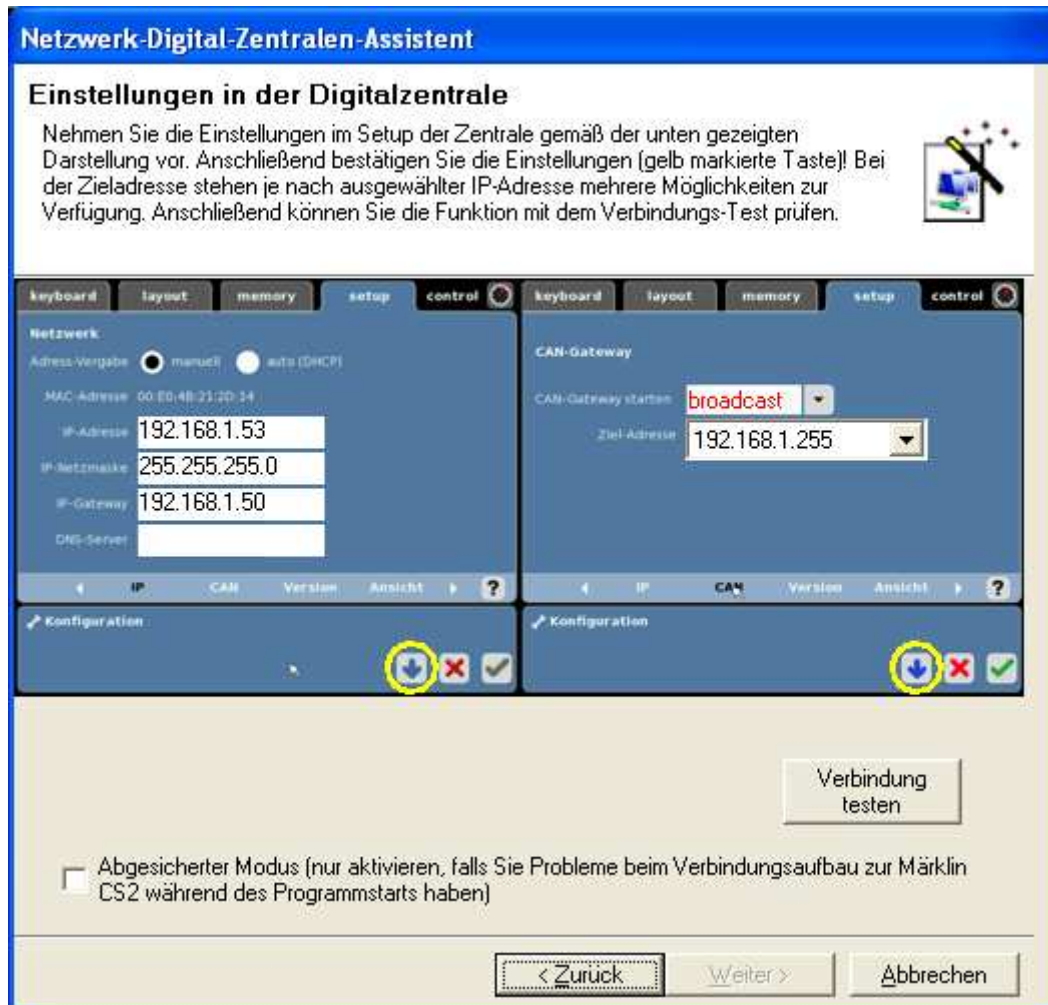 Netzwerk-Digital-Zentralen-Assistent
Einstellungen in der Digitalzentrale
Nehmen Sie die Einstellungen im Setup der Zentrale gemäß der unten gezeigten
Darstellung vor. Anschließend bestätigen Sie die Einstellungen (gelb markierte Taste)! Bei
der Zieladresse stehen je nach ausgewählter IP-Adresse mehrere Möglichkeiten zur
Verfügung. Anschließend können Sie die Funktion mit dem Verbindungs-Test prüfen.
keyboard layout memory setup control
Netzwerk
Adress-Vergabe manuell auto (DHCP)
MAC-Adresse
IP-Adresse 192.168.1.53
IP-Netzmaske 255.255.255.0
IP-Gateway 192.168.1.50
DNS-Server
IP CAN Version Ansicht ?
Konfiguration
keyboard layout memory setup control
CAN-Gateway
CAN-Gateway starten broadcast
Ziel-Adresse 192.168.1.255
IP CAN Version Ansicht ?
Konfiguration
Verbindung
testen
Abgesicherter Modus (nur aktivieren, falls Sie Probleme beim Verbindungsaufbau zur Märklin
CS2 während des Programmstarts haben)
< Zurück Weiter > Abbrechen